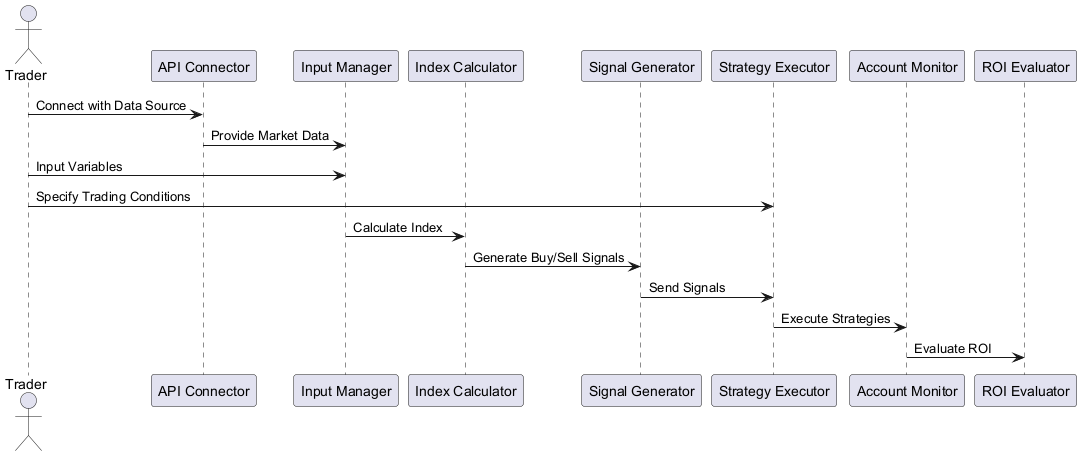 Trader
API Connector
Input Manager
Index Calculator
Signal Generator
Strategy Executor
Account Monitor
ROI Evaluator
Connect with Data Source
Provide Market Data
Input Variables
Specify Trading Conditions
Calculate Index
Generate Buy/Sell Signals
Send Signals
Execute Strategies
Evaluate ROI
Trader
API Connector
Input Manager
Index Calculator
Signal Generator
Strategy Executor
Account Monitor
ROI Evaluator